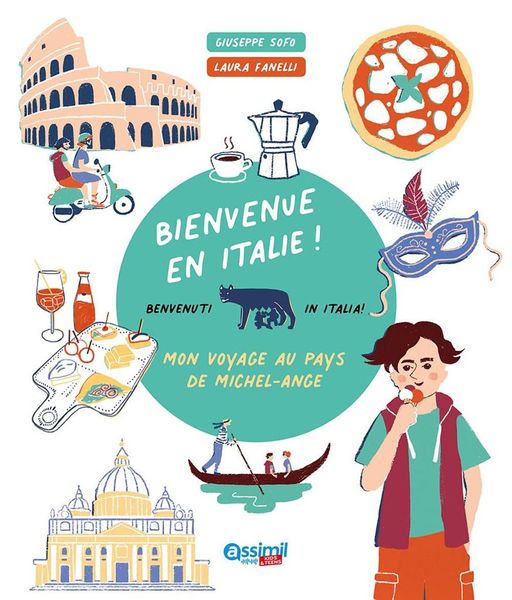 GIUSEPPE SOFO
LAURA FANELLI
BIENVENUE
EN ITALIE !
BENVENUTI IN ITALIA!
MON VOYAGE AU PAYS
DE MICHEL-ANGE
assimil
KIDS
& TEENS